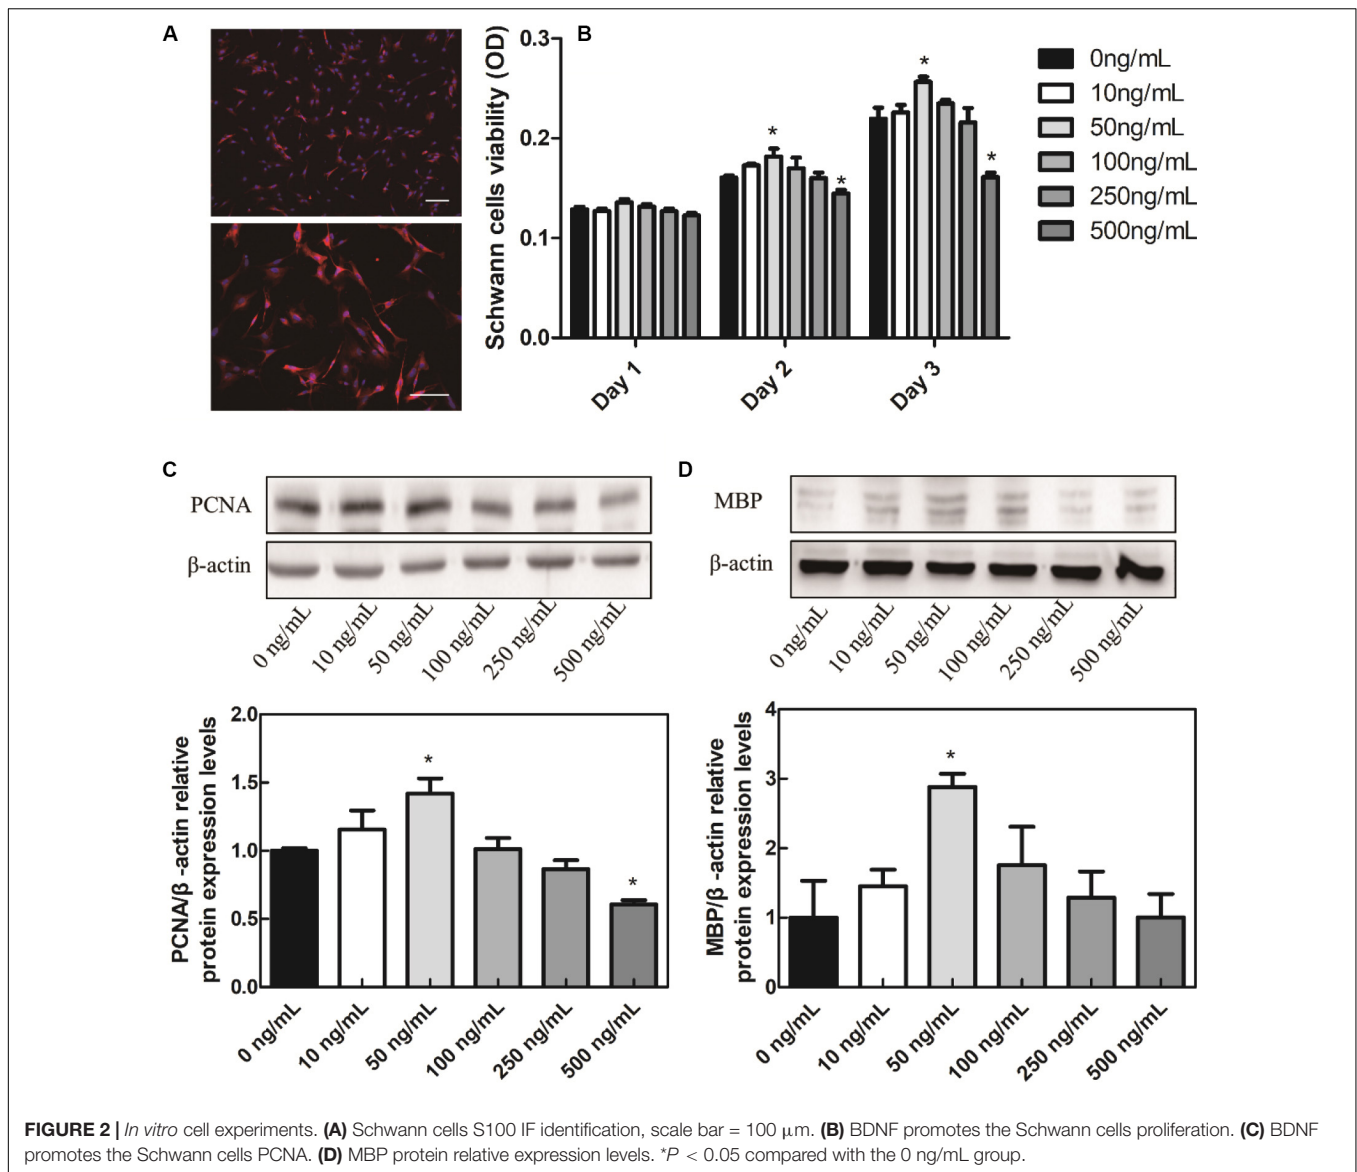 A
B
Schwann cells viability (OD)
0.3
0.2
0.1
0.0
*
*
*
*
Day 1
Day 2
Day 3
0ng/mL
10ng/mL
50ng/mL
100ng/mL
250ng/mL
500ng/mL
C
PCNA
β-actin
0 ng/mL
10 ng/mL
50 ng/mL
100 ng/mL
250 ng/mL
500 ng/mL
PCNA/β -actin relative
protein expression levels
2.0
1.5
1.0
0.5
0.0
*
*
0 ng/mL
10 ng/mL
50 ng/mL
100 ng/mL
250 ng/mL
500 ng/mL
D
MBP
β-actin
0 ng/mL
10 ng/mL
50 ng/mL
100 ng/mL
250 ng/mL
500 ng/mL
MBP/β -actin relative
protein expression levels
4
3
2
1
0
*
0 ng/mL
10 ng/mL
50 ng/mL
100 ng/mL
250 ng/mL
500 ng/mL
FIGURE 2 | In vitro cell experiments. (A) Schwann cells S100 IF identification, scale bar = 100 μm. (B) BDNF promotes the Schwann cells proliferation. (C) BDNF
promotes the Schwann cells PCNA. (D) MBP protein relative expression levels. *P < 0.05 compared with the 0 ng/mL group.